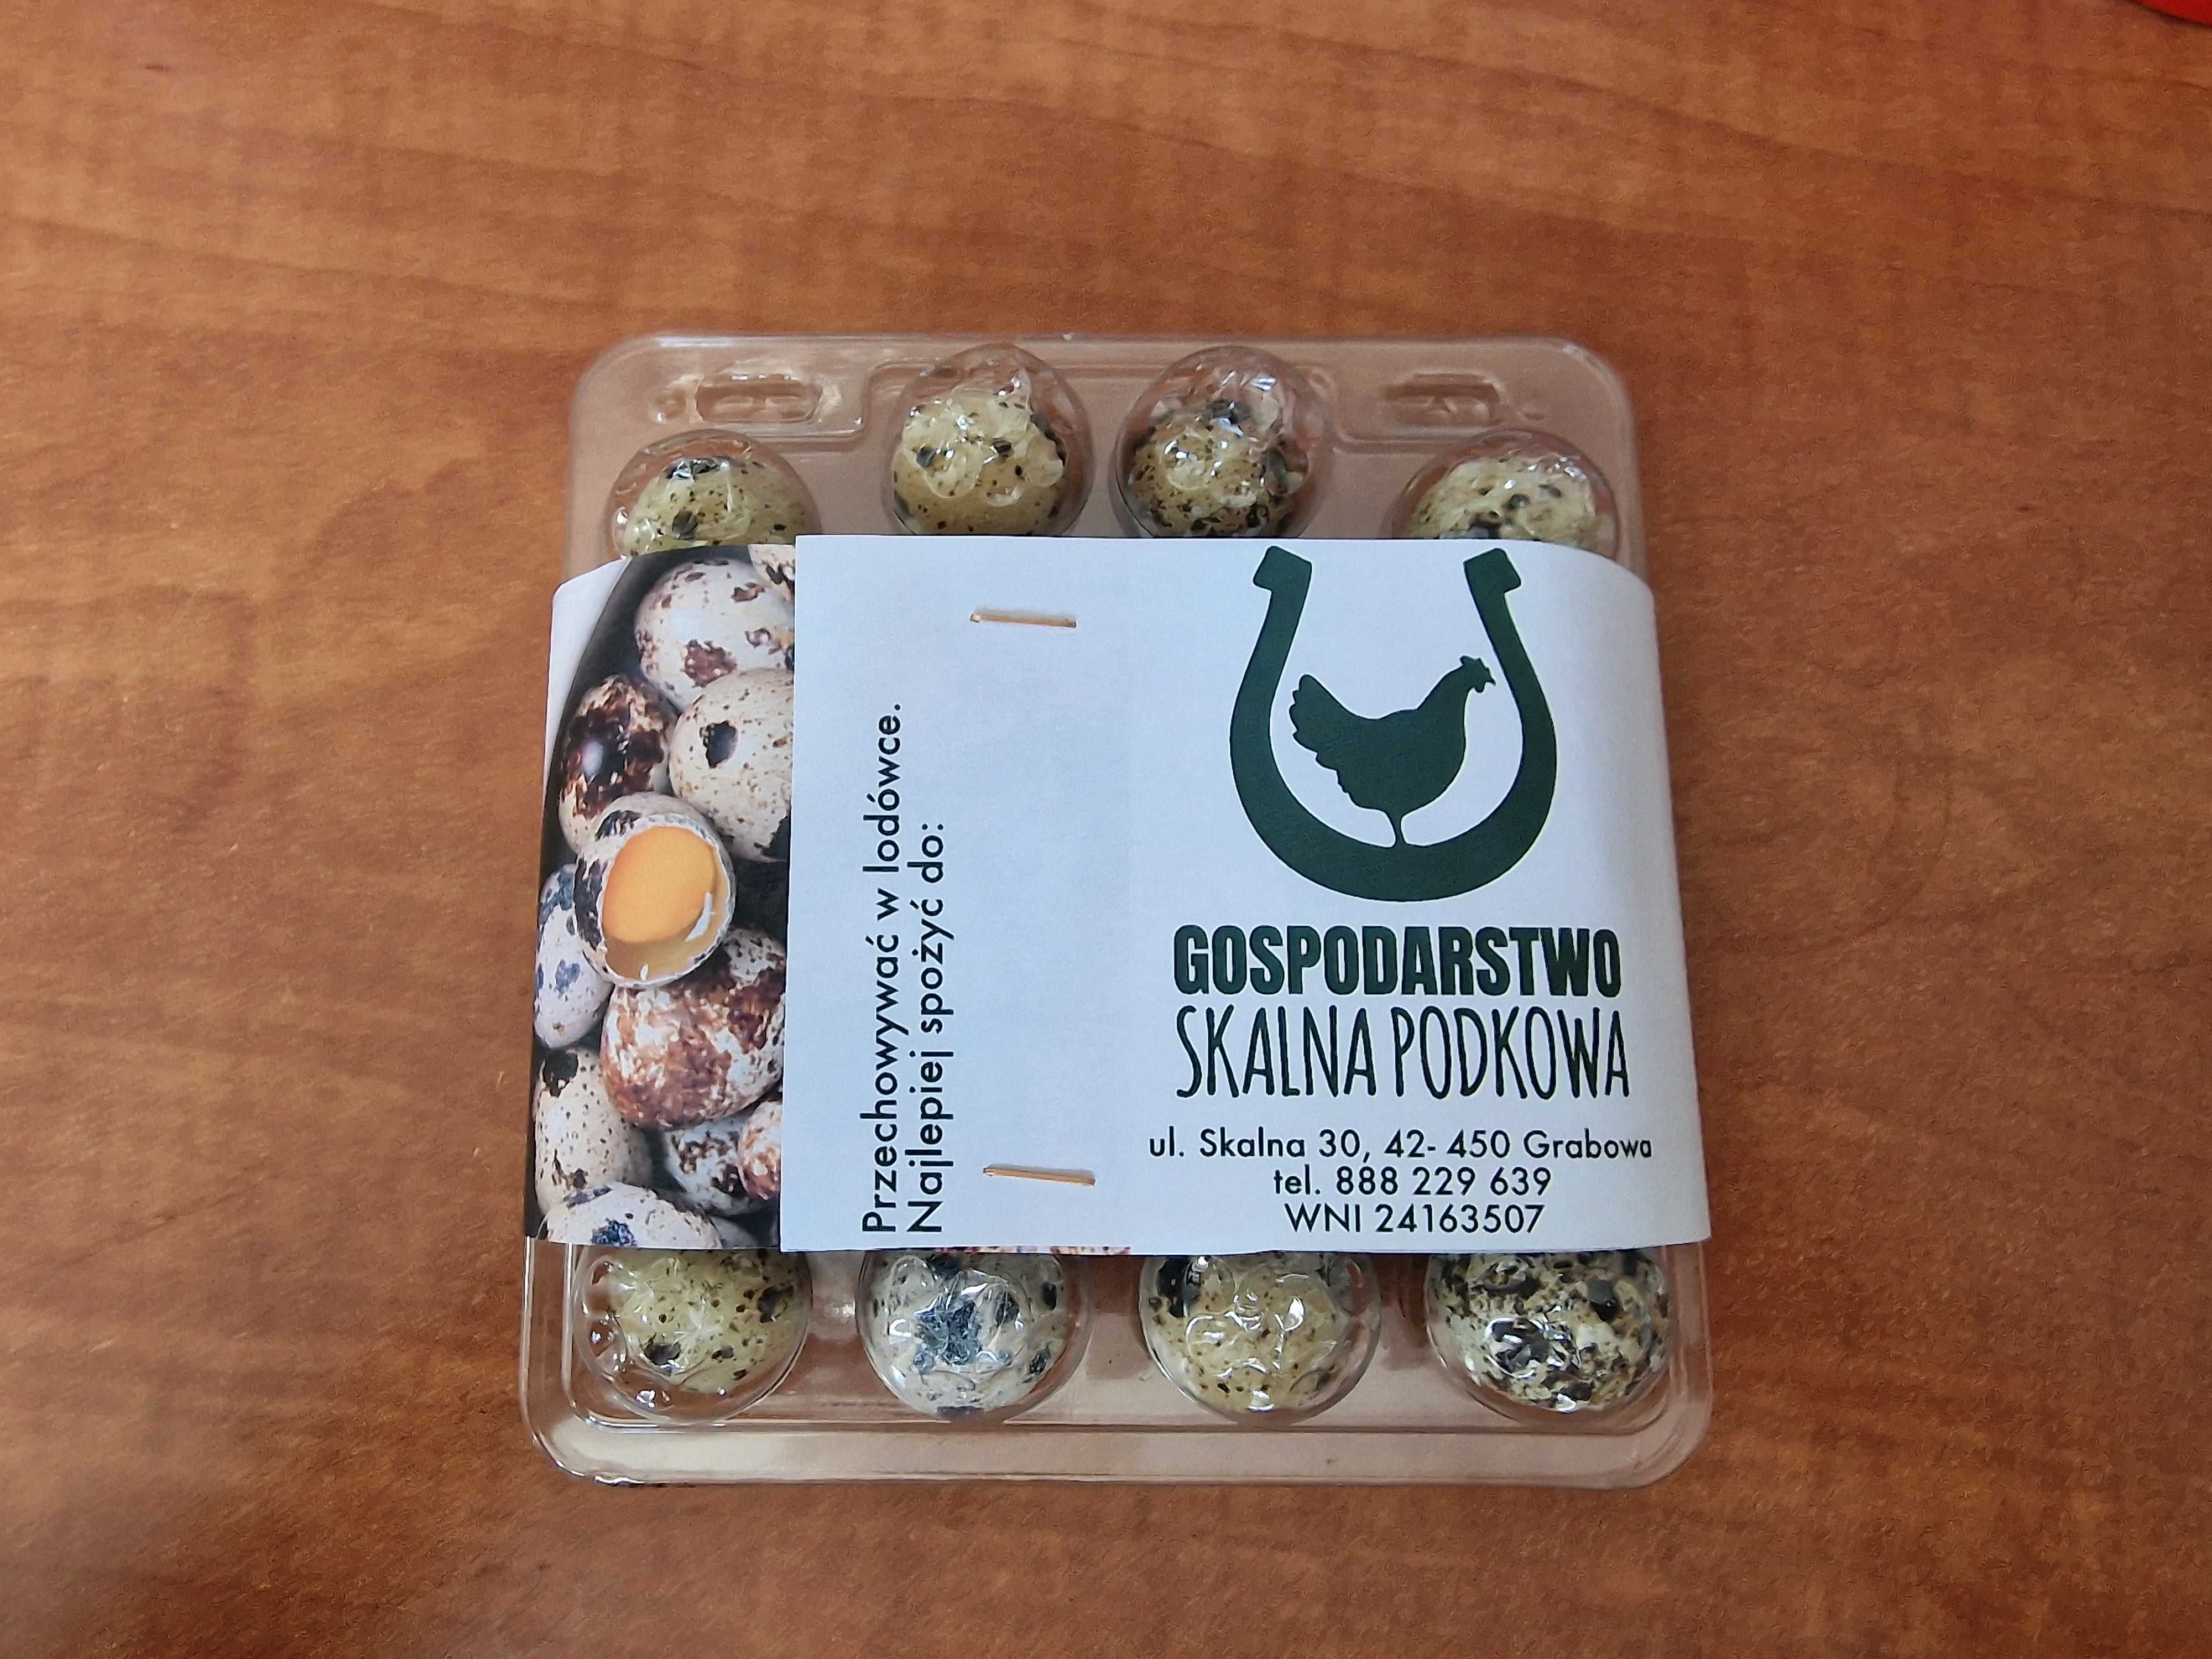 Przechowywać w lodówce.
Najlepiej spożyć do:
GOSPODARSTWO
SKALNA PODKOWA
ul. Skalna 30, 42- 450 Grabowa
tel. 888 229 639
WNI 24163507